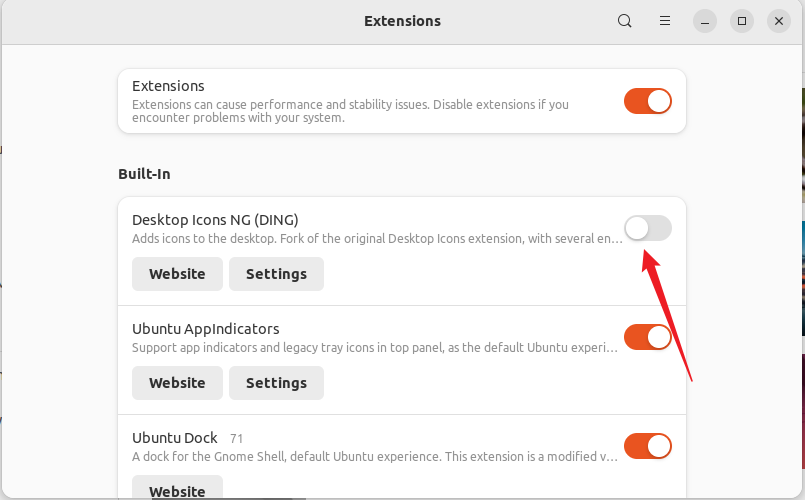 Extensions
Extensions
Extensions can cause performance and stability issues. Disable extensions if you
encounter problems with your system.
Built-In
Desktop Icons NG (DING)
Adds icons to the desktop. Fork of the original Desktop Icons extension, with several en…
Website Settings
Ubuntu AppIndicators
Support app indicators and legacy tray icons in top panel, as the default Ubuntu experi…
Website Settings
Ubuntu Dock 71
A dock for the Gnome Shell, default Ubuntu experience. This extension is a modified v…
Website